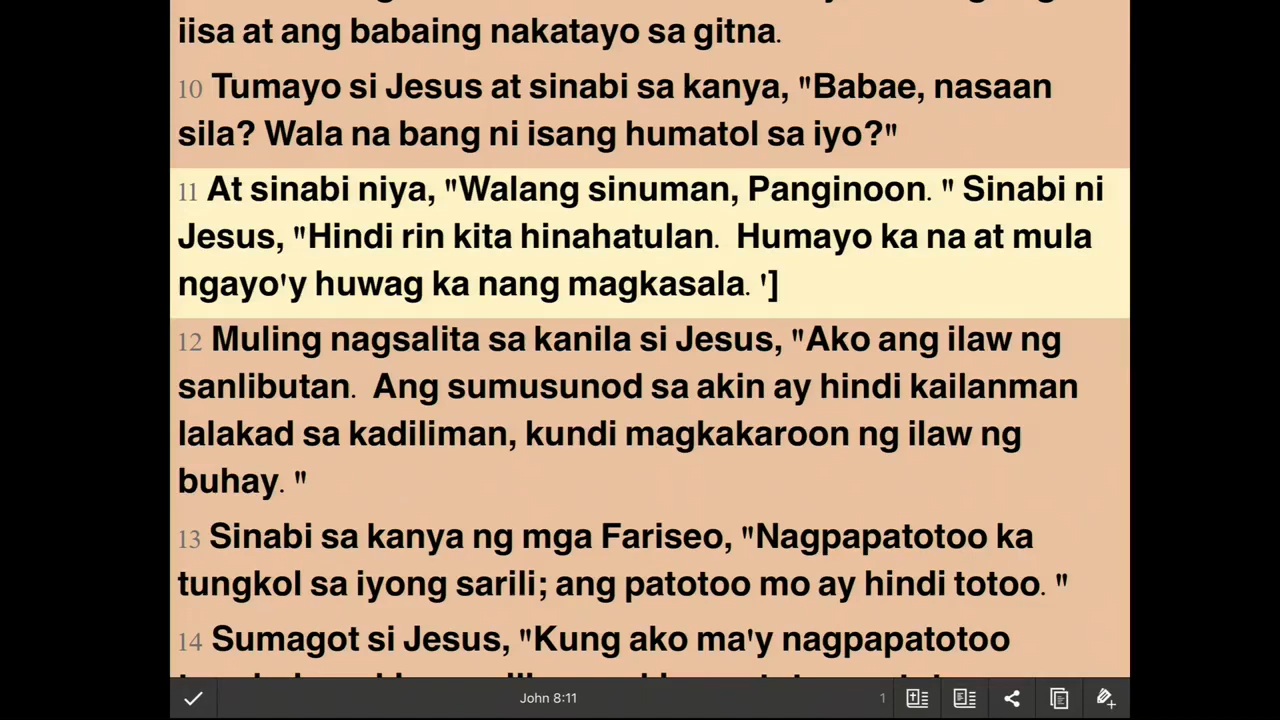 iisa at ang babaing nakatayo sa gitna.
10 Tumayo si Jesus at sinabi sa kanya, "Babae, nasaan
sila? Wala na bang ni isang humatol sa iyo?"
11 At sinabi niya, "Walang sinuman, Panginoon. " Sinabi ni
Jesus, "Hindi rin kita hinahatulan.  Humayo ka na at mula
ngayo'y huwag ka nang magkasala. ']
12 Muling nagsalita sa kanila si Jesus, "Ako ang ilaw ng
sanlibutan.  Ang sumusunod sa akin ay hindi kailanman
lalakad sa kadiliman, kundi magkakaroon ng ilaw ng
buhay. "
13 Sinabi sa kanya ng mga Fariseo, "Nagpapatotoo ka
tungkol sa iyong sarili; ang patotoo mo ay hindi totoo. "
14 Sumagot si Jesus, "Kung ako ma'y nagpapatotoo
John 8:11
1